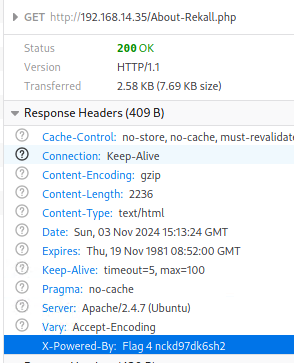 GET http://192.168.14.35/About-Rekall.php
Status 200 OK
Version HTTP/1.1
Transferred 2.58 KB (7.69 KB size)
Response Headers (409 B)
Cache-Control: no-store, no-cache, must-revalidat
Connection: Keep-Alive
Content-Encoding: gzip
Content-Length: 2236
Content-Type: text/html
Date: Sun, 03 Nov 2024 15:13:24 GMT
Expires: Thu, 19 Nov 1981 08:52:00 GMT
Keep-Alive: timeout=5, max=100
Pragma: no-cache
Server: Apache/2.4.7 (Ubuntu)
Vary: Accept-Encoding
X-Powered-By: Flag 4 nckd97dk6sh2